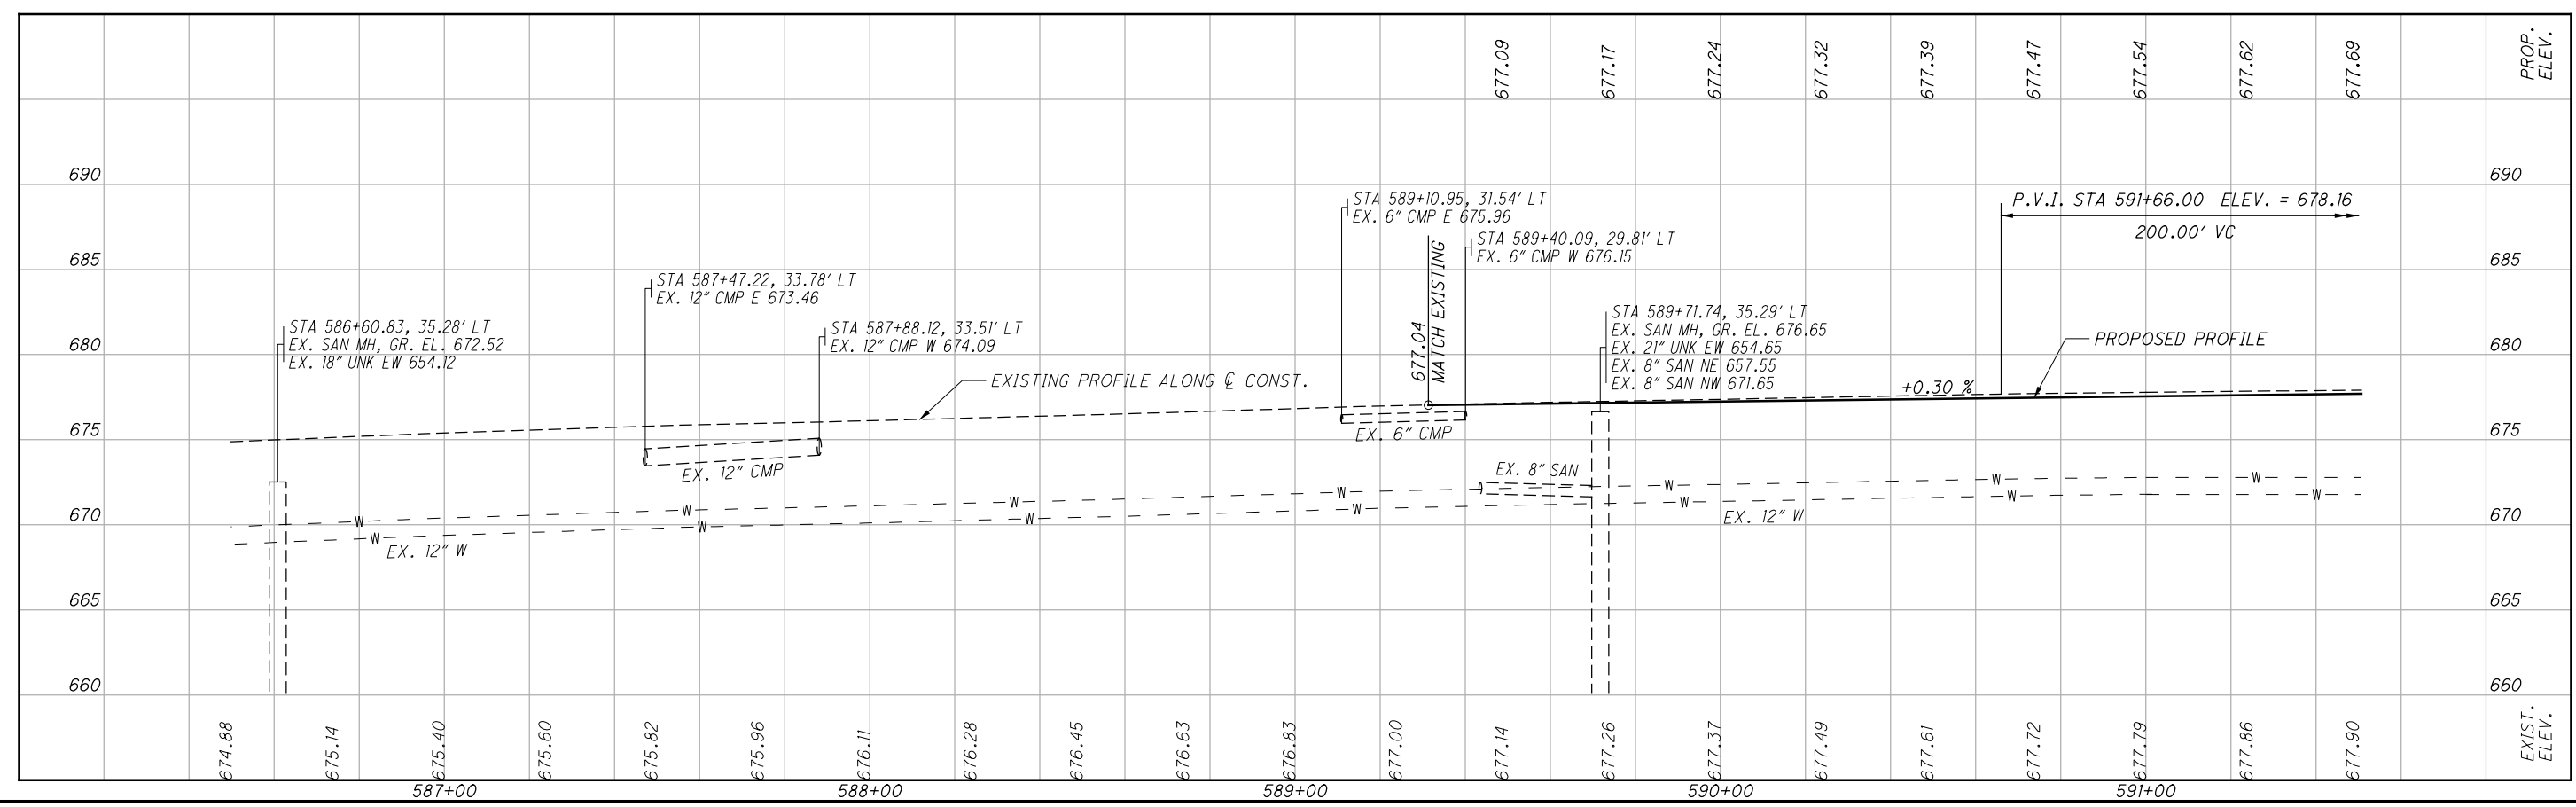 677.09 677.17 677.24 677.32 677.39 677.47 677.54 677.62 677.69 PROP. ELEV.
690 690
STA 589+10.95, 31.54' LT
EX. 6" CMP E 675.96
P.V.I. STA 591+66.00 ELEV. = 678.16
200.00' VC
677.04
MATCH EXISTING
STA 589+40.09, 29.81' LT
EX. 6" CMP W 676.15
685 685
STA 587+47.22, 33.78' LT
EX. 12" CMP E 673.46
STA 586+60.83, 35.28' LT
EX. SAN MH, GR. EL. 672.52
EX. 18" UNK EW 654.12
STA 587+88.12, 33.51' LT
EX. 12" CMP W 674.09
STA 589+71.74, 35.29' LT
EX. SAN MH, GR. EL. 676.65
EX. 21" UNK EW 654.65
EX. 8" SAN NE 657.55
EX. 8" SAN NW 671.65
PROPOSED PROFILE
680 680
EXISTING PROFILE ALONG ℄ CONST.
+0.30 %
675 675
EX. 6" CMP
EX. 12" CMP
EX. 8" SAN
W W W W W W W
W W W W W W W
670 670
EX. 12" W
EX. 12" W
665 665
660 660
674.88 675.14 675.40 675.60 675.82 675.96 676.11 676.28 676.45 676.63 676.83 677.00 677.14 677.26 677.37 677.49 677.61 677.72 677.79 677.86 677.90 EXIST. ELEV.
587+00 588+00 589+00 590+00 591+00